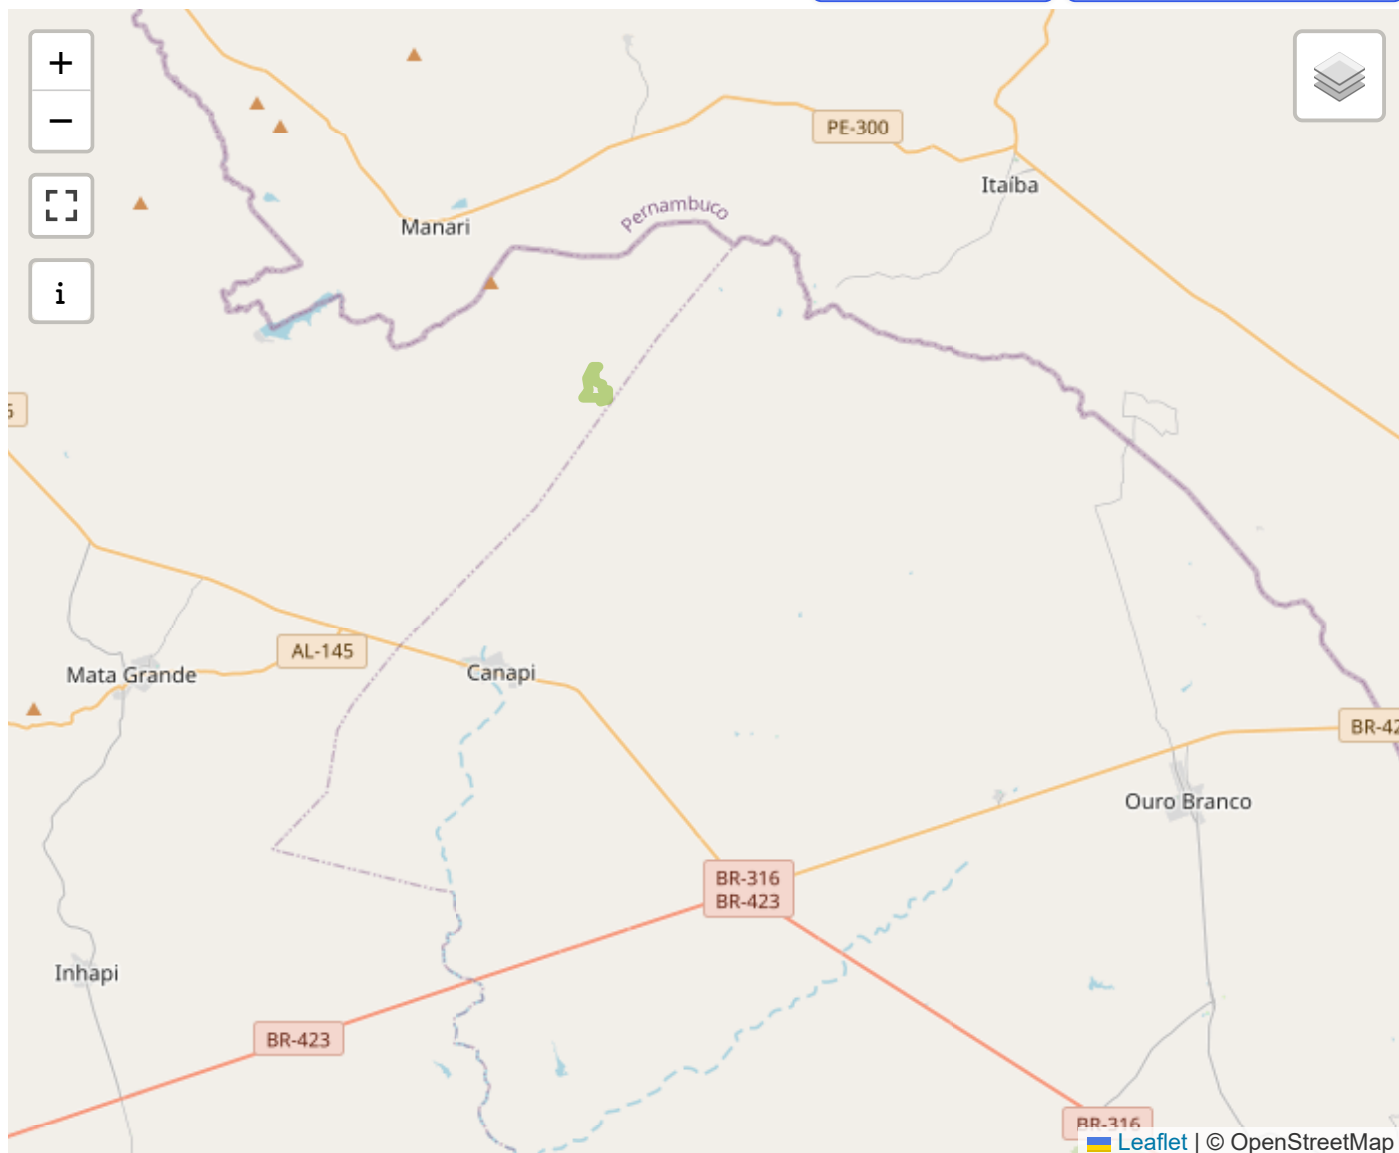 +
−
i
PE-300
Itaíba
Pernambuco
Manari
AL-145
Mata Grande
Canapi
BR-42
Ouro Branco
BR-316
BR-423
Inhapi
BR-423
BR-316
Leaflet | © OpenStreetMap